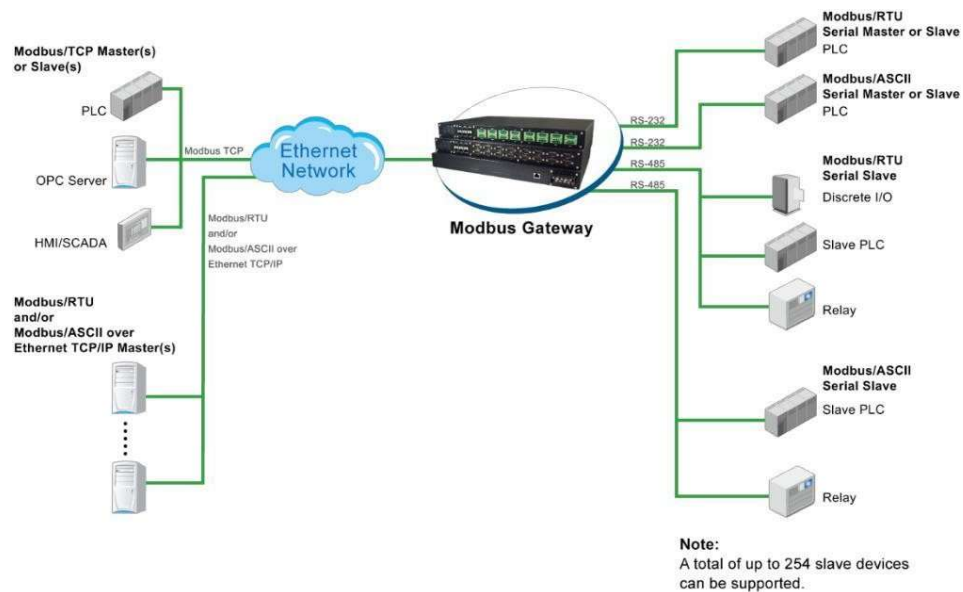 Modbus/TCP Master(s)
or Slave(s)
PLC
OPC Server
HMI/SCADA
Modbus TCP
Ethernet
Network
Modbus/RTU
and/or
Modbus/ASCII over
Ethernet TCP/IP
Modbus/RTU
and/or
Modbus/ASCII over
Ethernet TCP/IP Master(s)
Modbus Gateway
RS-232
RS-232
RS-485
RS-485
Modbus/RTU
Serial Master or Slave
PLC
Modbus/ASCII
Serial Master or Slave
PLC
Modbus/RTU
Serial Slave
Discrete I/O
Slave PLC
Relay
Modbus/ASCII
Serial Slave
Slave PLC
Relay
Note:
A total of up to 254 slave devices
can be supported.